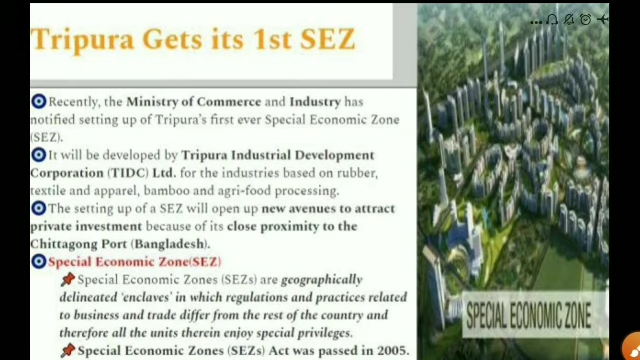 Tripura Gets its 1st SEZ
Recently, the Ministry of Commerce and Industry has
notified setting up of Tripura's first ever Special Economic Zone
(SEZ).
It will be developed by Tripura Industrial Development
Corporation (TIDC) Ltd. for the industries based on rubber,
textile and apparel, bamboo and agri-food processing.
The setting up of a SEZ will open up new avenues to attract
private investment because of its close proximity to the
Chittagong Port (Bangladesh).
Special Economic Zone(SEZ)
Special Economic Zones (SEZs) are geographically
delineated 'enclaves' in which regulations and practices related
to business and trade differ from the rest of the country and
therefore all the units therein enjoy special privileges.
Special Economic Zones (SEZs) Act was passed in 2005.
SPECIAL ECONOMIC ZONE